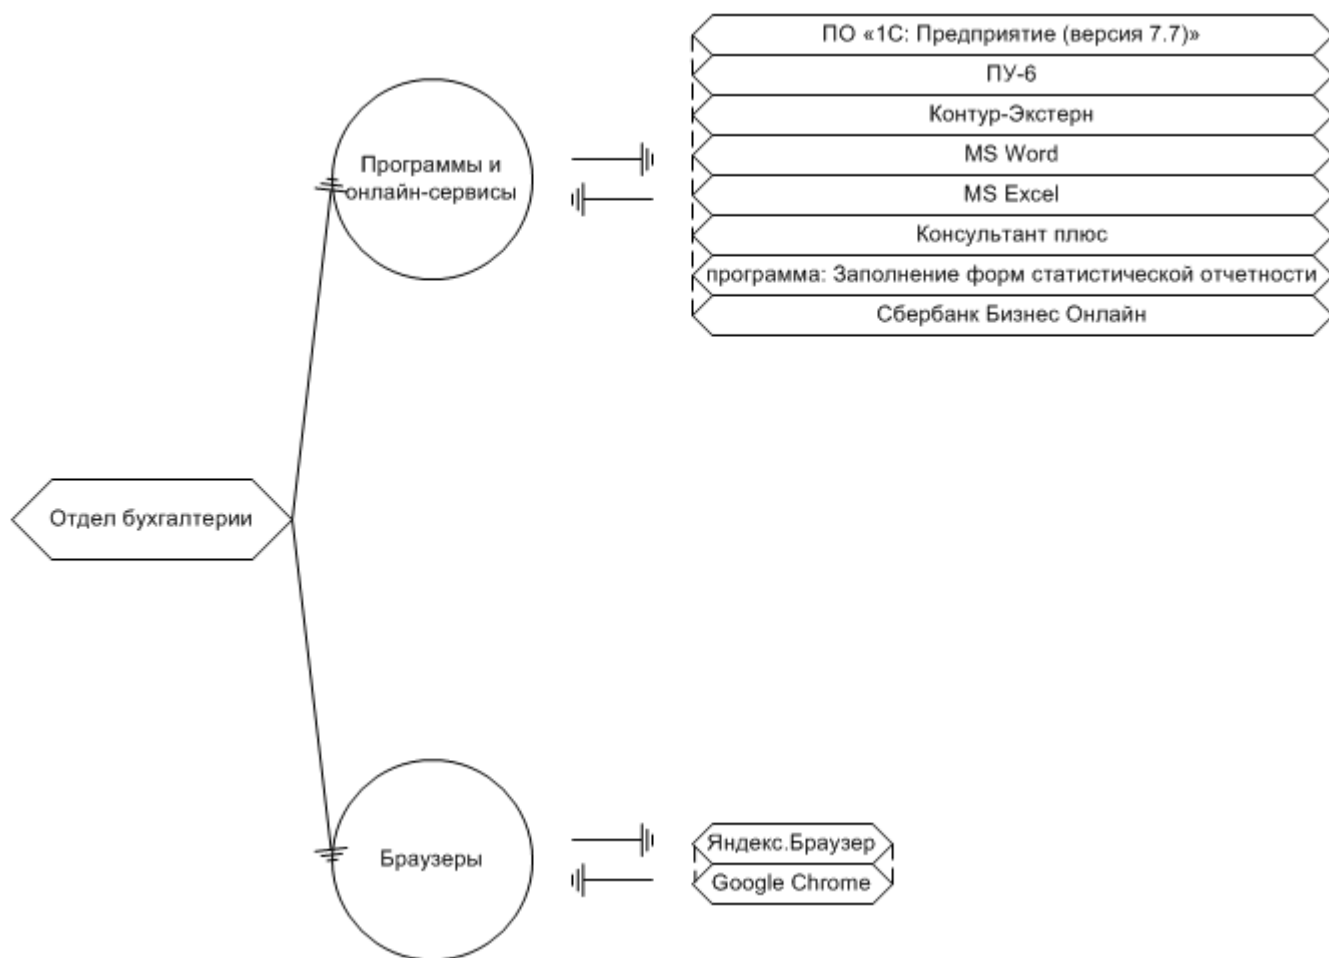 ПО «1С: Предприятие (версия 7.7)»
ПУ-6
Контур-Экстерн
MS Word
MS Excel
Консультант плюс
программа: Заполнение форм статистической отчетности
Сбербанк Бизнес Онлайн
Программы и
онлайн-сервисы
Отдел бухгалтерии
Браузеры
Яндекс.Браузер
Google Chrome